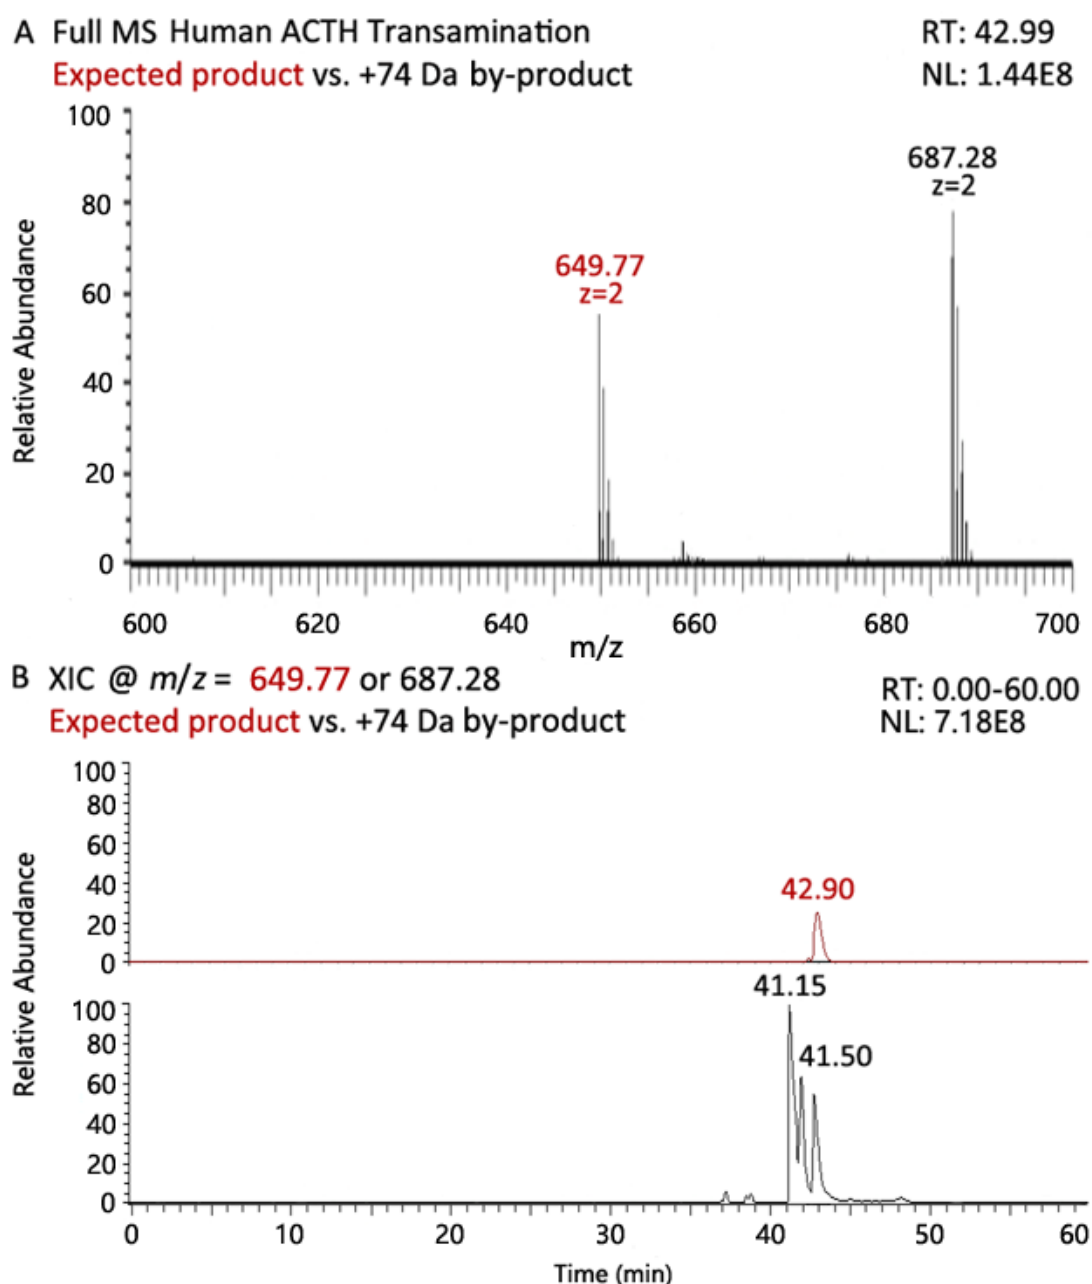 A Full MS Human ACTH Transamination
Expected product vs. +74 Da by-product
RT: 42.99
NL: 1.44E8
100
80
60
40
20
0
Relative Abundance
649.77
z=2
687.28
z=2
600 620 640 660 680 700
m/z
B XIC @ m/z = 649.77 or 687.28
Expected product vs. +74 Da by-product
RT: 0.00-60.00
NL: 7.18E8
100
80
60
40
20
0
Relative Abundance
42.90
100
80
60
40
20
0
Relative Abundance
41.15
41.50
0 10 20 30 40 50 60
Time (min)